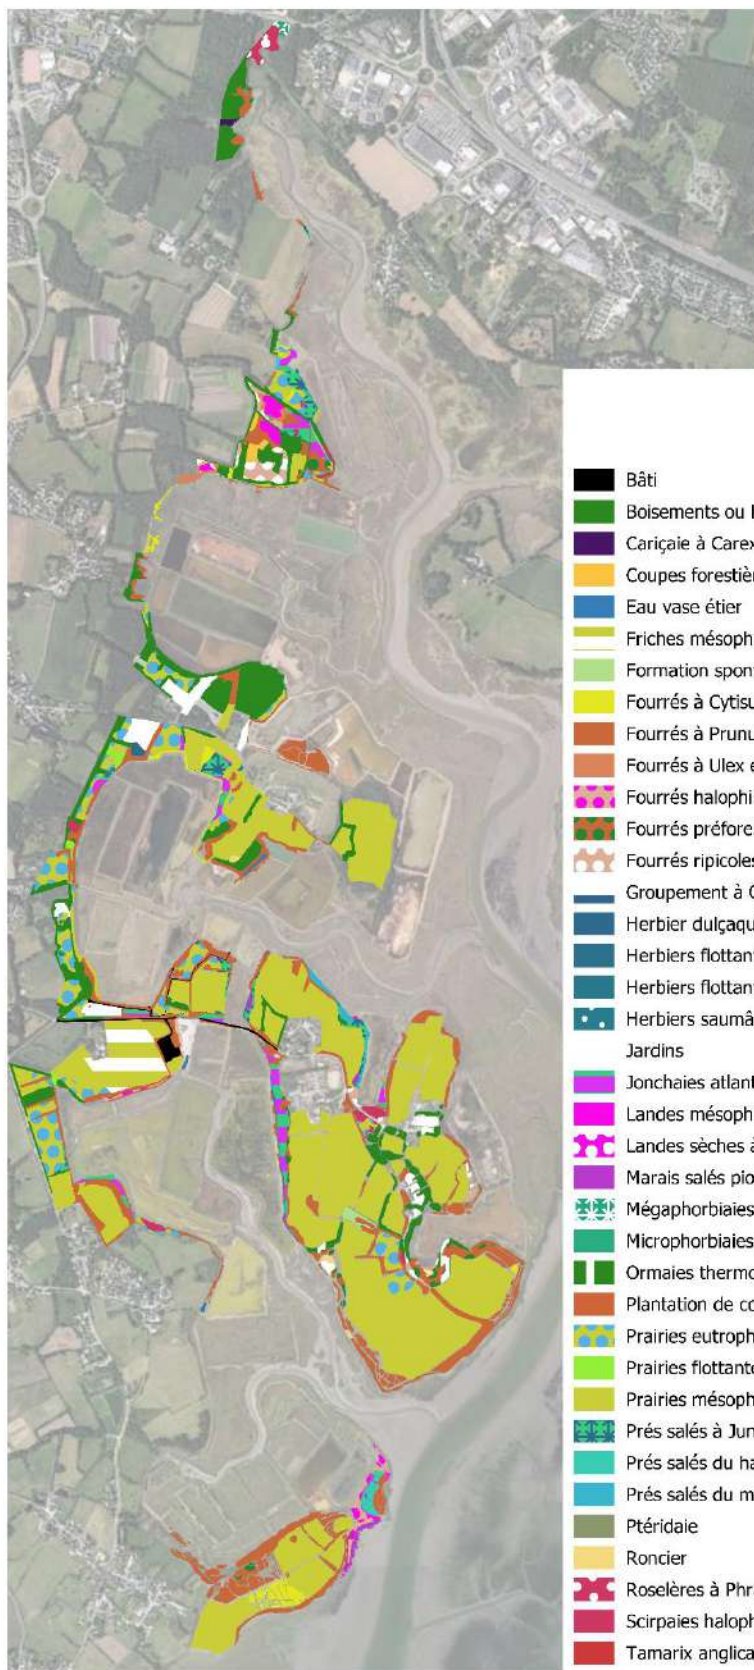 Bâti
Boisements ou
Cariçaie à Carex
Coupes forestièr
Eau vase étier
Friches mésoph
Formation spon
Fourrés à Cytisu
Fourrés à Prunu
Fourrés à Ulex e
Fourrés halophi
Fourrés préfore
Fourrés ripicoles
Groupement à
Herbier dulçaqu
Herbiers flottan
Herbiers flottan
Herbiers saumâ
Jardins
Jonchaies atlant
Landes mésoph
Landes sèches à
Marais salés pio
Mégaphorbiaies
Microphorbiaies
Ormaies thermo
Plantation de co
Prairies eutroph
Prairies flottante
Prairies mésoph
Prés salés à Jun
Prés salés du ha
Prés salés du m
Ptéridaie
Roncier
Roselères à Phr
Scirpaies haloph
Tamarix anglica